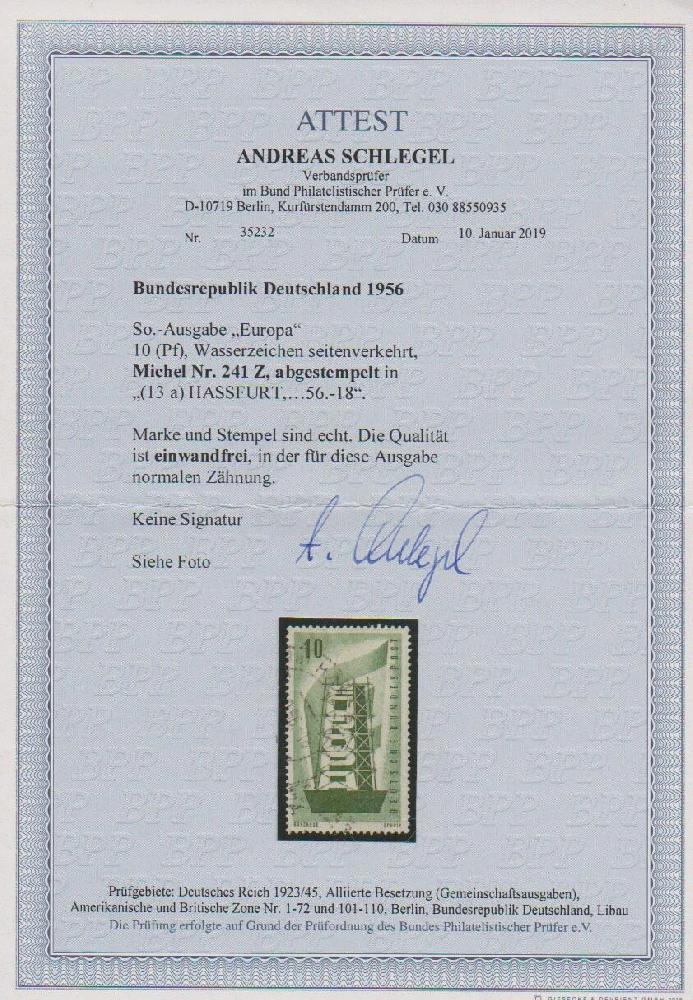 ATTEST
ANDREAS SCHLEGEL
Verbandsprüfer
im Bund Philatelistischer Prüfer e. V.
D-10719 Berlin, Kurfürstendamm 200, Tel. 030 88550935
Nr. 35232 Datum 10. Januar 2019
Bundesrepublik Deutschland 1956
So.-Ausgabe „Europa“
10 (Pf), Wasserzeichen seitenverkehrt,
Michel Nr. 241 Z, abgestempelt in
„(13 a) HASSFURT,...56.-18“.
Marke und Stempel sind echt. Die Qualität
ist einwandfrei, in der für diese Ausgabe
normalen Zähnung.
Keine Signatur
A. Schlegel
Siehe Foto
10
DEUTSCHE BUNDESPOST
Prüfgebiete: Deutsches Reich 1923/45, Alliierte Besetzung (Gemeinschaftsausgaben),
Amerikanische und Britische Zone Nr. 1-72 und 101-110, Berlin, Bundesrepublik Deutschland, Libau
Die Prüfung erfolgte auf Grund der Prüfordnung des Bundes Philatelistischer Prüfer e.V.